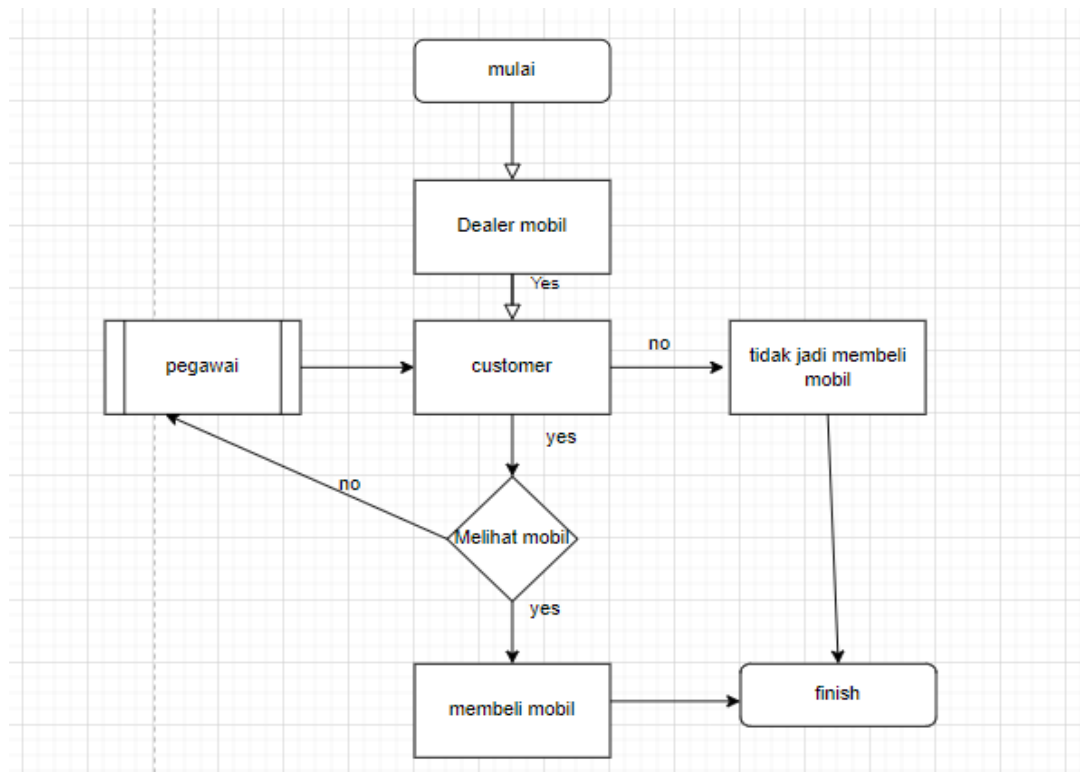 mulai
Dealer mobil
Yes
pegawai
customer
no
tidak jadi membeli
mobil
yes
no
Melihat mobil
yes
membeli mobil
finish